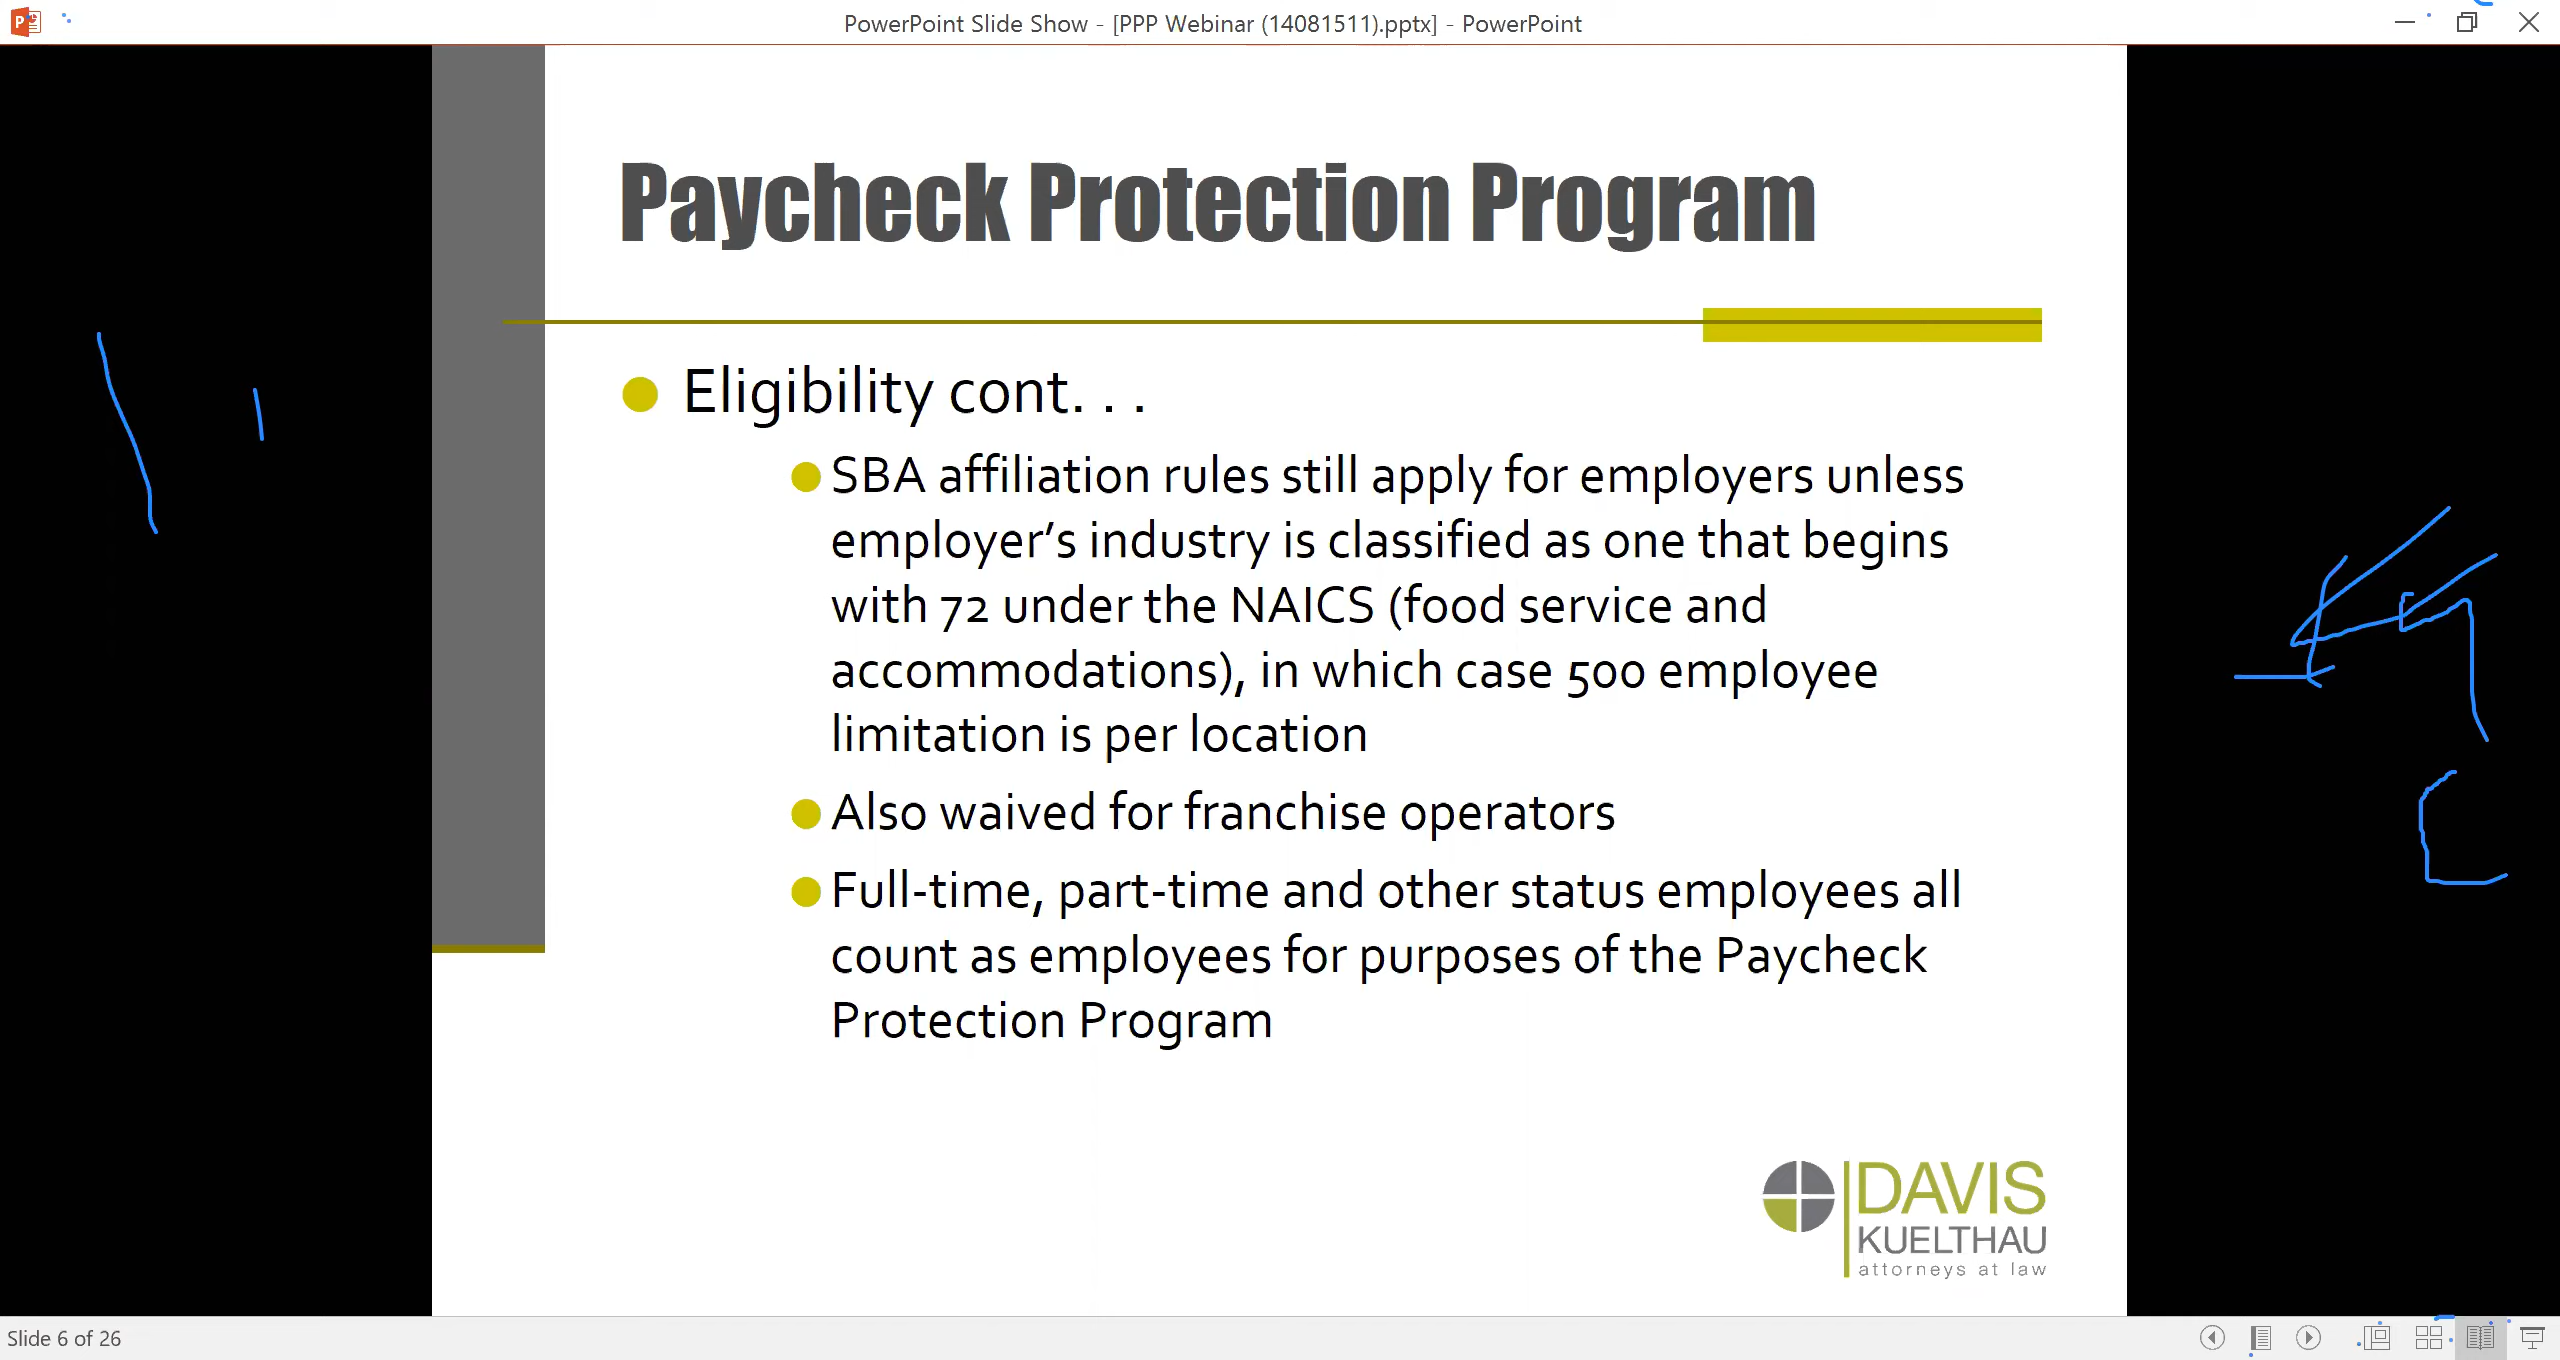 PowerPoint Slide Show - [PPP Webinar (14081511).pptx] - PowerPoint
Paycheck Protection Program
Eligibility cont. . .
SBA affiliation rules still apply for employers unless
employer’s industry is classified as one that begins
with 72 under the NAICS (food service and
accommodations), in which case 500 employee
limitation is per location
Also waived for franchise operators
Full-time, part-time and other status employees all
count as employees for purposes of the Paycheck
Protection Program
DAVIS
KUELTHAU
attorneys at law
Slide 6 of 26